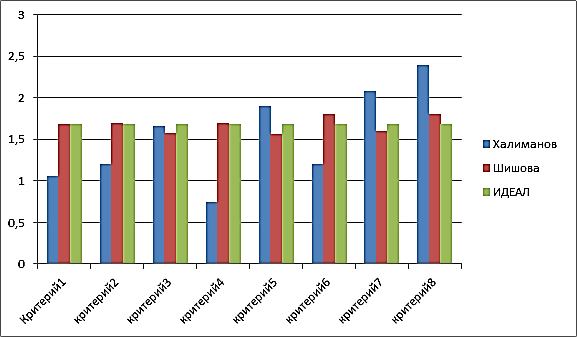 3
2,5
2
1,5
1
0,5
0
Критерий1
критерий2
критерий3
критерий4
критерий5
критерий6
критерий7
критерий8
Халиманов
Шишова
ИДЕАЛ